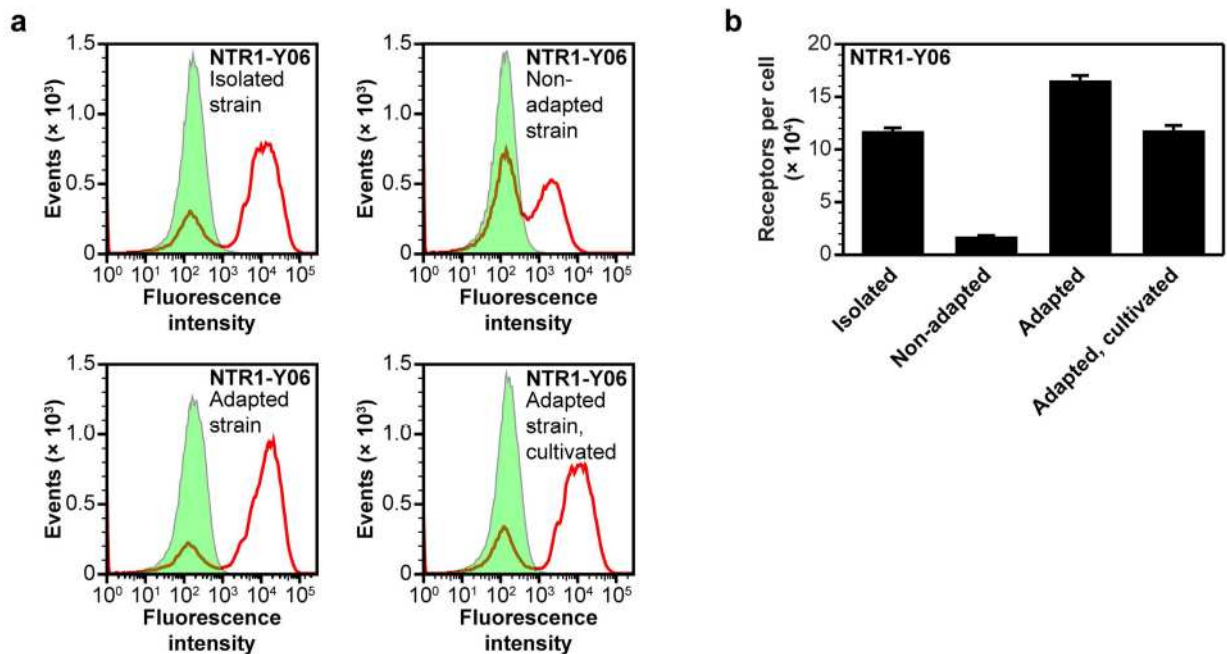 a
1.5
1.0
0.5
0
Events (× 10³)
NTR1-Y06
Isolated
strain
10⁰ 10¹ 10² 10³ 10⁴ 10⁵
Fluorescence
intensity
1.5
1.0
0.5
0
Events (× 10³)
NTR1-Y06
Non-
adapted
strain
10⁰ 10¹ 10² 10³ 10⁴ 10⁵
Fluorescence
intensity
1.5
1.0
0.5
0
Events (× 10³)
NTR1-Y06
Adapted
strain
10⁰ 10¹ 10² 10³ 10⁴ 10⁵
Fluorescence
intensity
1.5
1.0
0.5
0
Events (× 10³)
NTR1-Y06
Adapted
strain,
cultivated
10⁰ 10¹ 10² 10³ 10⁴ 10⁵
Fluorescence
intensity
b
20
15
10
5
0
Receptors per cell
(× 10⁴)
NTR1-Y06
Isolated
Non-adapted
Adapted
Adapted, cultivated